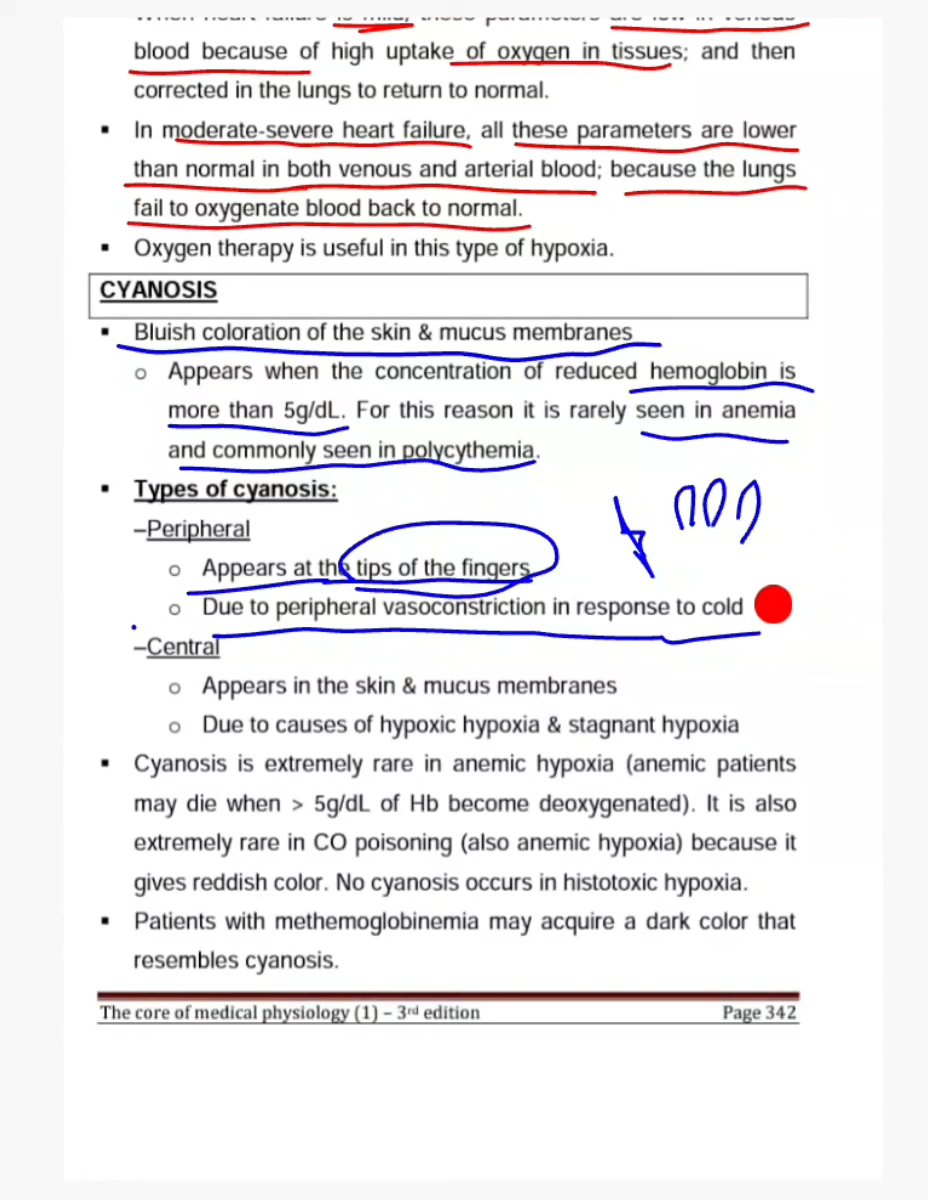 blood because of high uptake of oxygen in tissues; and then
corrected in the lungs to return to normal.
▪ In moderate-severe heart failure, all these parameters are lower
than normal in both venous and arterial blood; because the lungs
fail to oxygenate blood back to normal.
▪ Oxygen therapy is useful in this type of hypoxia.
CYANOSIS
▪ Bluish coloration of the skin & mucus membranes
o Appears when the concentration of reduced hemoglobin is
more than 5g/dL. For this reason it is rarely seen in anemia
and commonly seen in polycythemia.
▪ Types of cyanosis:
–Peripheral
o Appears at the tips of the fingers
o Due to peripheral vasoconstriction in response to cold
–Central
o Appears in the skin & mucus membranes
o Due to causes of hypoxic hypoxia & stagnant hypoxia
▪ Cyanosis is extremely rare in anemic hypoxia (anemic patients
may die when > 5g/dL of Hb become deoxygenated). It is also
extremely rare in CO poisoning (also anemic hypoxia) because it
gives reddish color. No cyanosis occurs in histotoxic hypoxia.
▪ Patients with methemoglobinemia may acquire a dark color that
resembles cyanosis.
The core of medical physiology (1) – 3rd edition Page 342